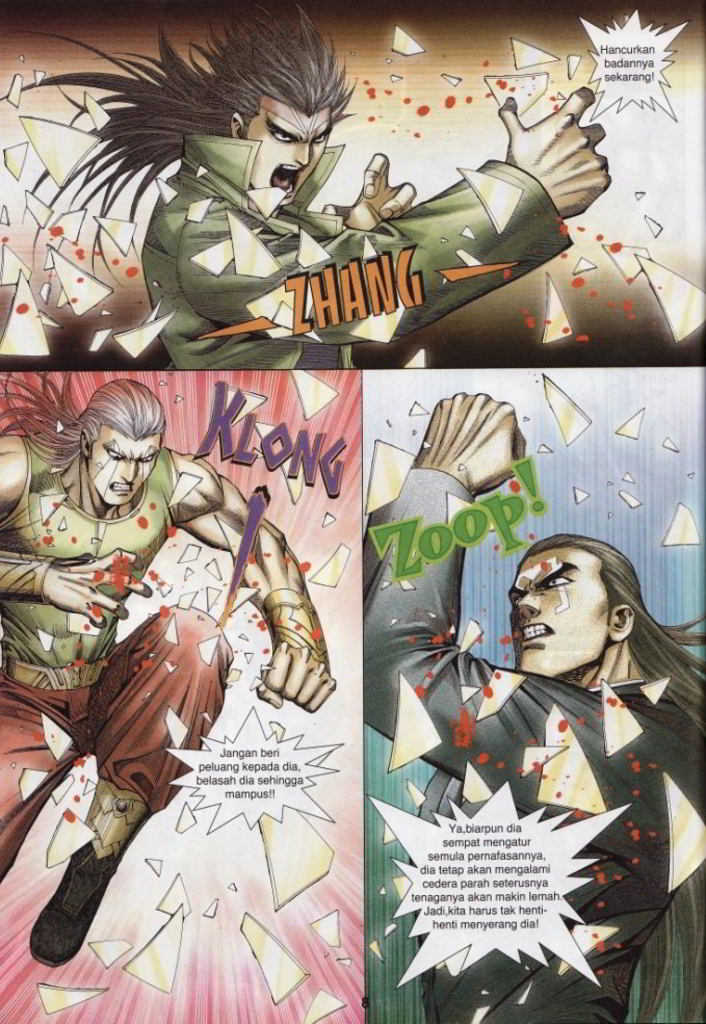 Hancurkan
badannya
sekarang!
ZHANG
KLONG
Zoop!
Jangan beri
peluang kepada dia,
belasah dia sehingga
mampus!!
Ya,biarpun dia
sempat mengatur
semula pernafasannya,
dia tetap akan mengalami
cedera parah seterusnya
tenaganya akan makin lemah.
Jadi,kita harus tak henti-
henti menyerang dia!
8